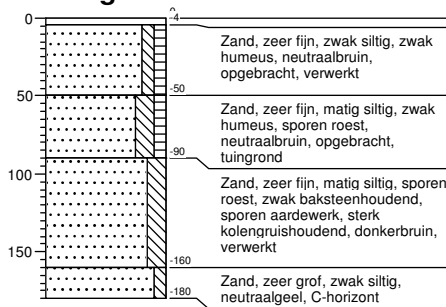 0
-4
Zand, zeer fijn, zwak siltig, zwak
humeus, neutraalbruin,
opgebracht, verwerkt
50
-50
Zand, zeer fijn, matig siltig, zwak
humeus, sporen roest,
neutraalbruin, opgebracht,
tuingrond
-90
100
Zand, zeer fijn, matig siltig, sporen
roest, zwak baksteenhoudend,
sporen aardewerk, sterk
kolengruishoudend, donkerbruin,
verwerkt
150
-160
Zand, zeer grof, zwak siltig,
neutraalgeel, C-horizont
-180